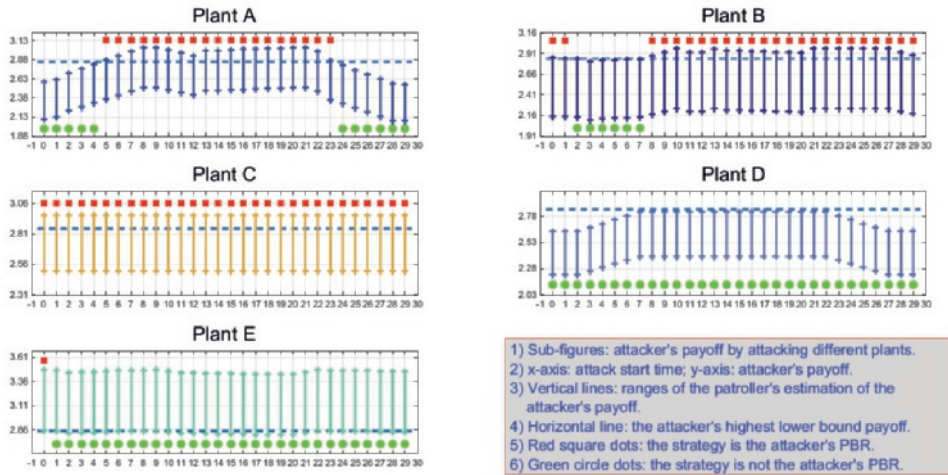 Plant A
3.13
2.88
2.63
2.38
2.13
1.88
-1 0 1 2 3 4 5 6 7 8 9 10 11 12 13 14 15 16 17 18 19 20 21 22 23 24 25 26 27 28 29 30
Plant B
3.16
2.91
2.66
2.41
2.16
1.91
-1 0 1 2 3 4 5 6 7 8 9 10 11 12 13 14 15 16 17 18 19 20 21 22 23 24 25 26 27 28 29 30
Plant C
3.06
2.81
2.56
2.31
-1 0 1 2 3 4 5 6 7 8 9 10 11 12 13 14 15 16 17 18 19 20 21 22 23 24 25 26 27 28 29 30
Plant D
2.78
2.53
2.28
2.03
-1 0 1 2 3 4 5 6 7 8 9 10 11 12 13 14 15 16 17 18 19 20 21 22 23 24 25 26 27 28 29 30
Plant E
3.61
3.36
3.11
2.86
-1 0 1 2 3 4 5 6 7 8 9 10 11 12 13 14 15 16 17 18 19 20 21 22 23 24 25 26 27 28 29 30
1) Sub-figures: attacker's payoff by attacking different plants.
2) x-axis: attack start time; y-axis: attacker's payoff.
3) Vertical lines: ranges of the patroller's estimation of the
attacker's payoff.
4) Horizontal line: the attacker's highest lower bound payoff.
5) Red square dots: the strategy is the attacker's PBR.
6) Green circle dots: the strategy is not the attacker's PBR.